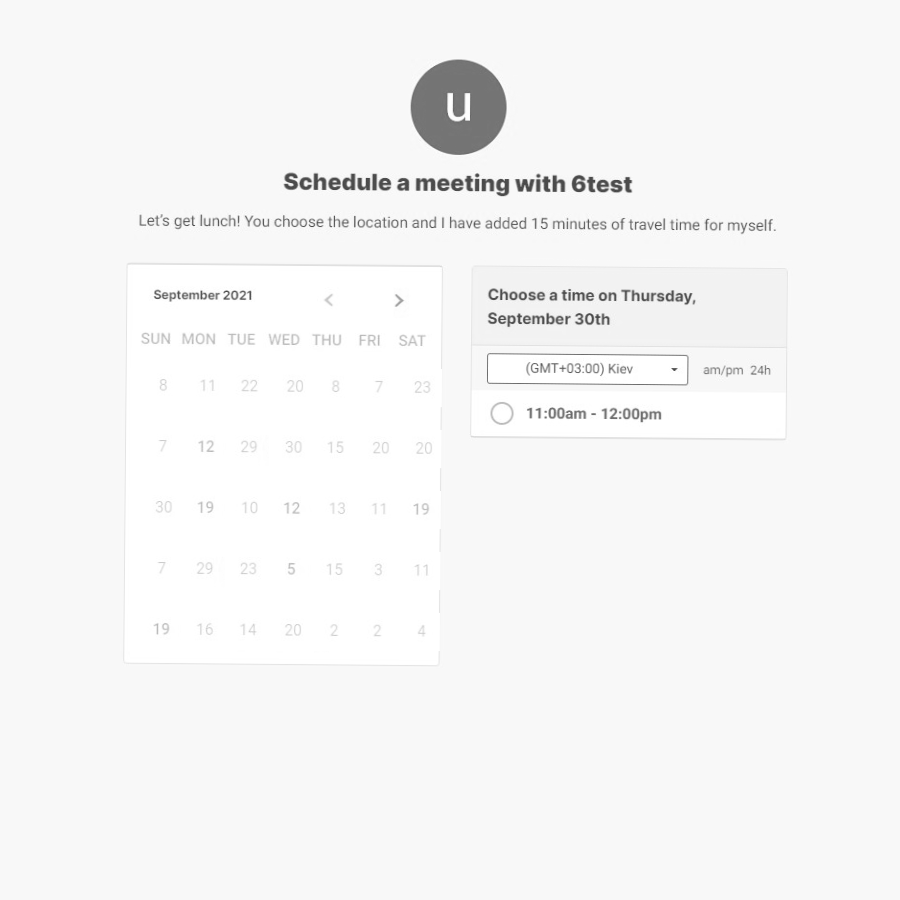 u
Schedule a meeting with 6test
Let's get lunch! You choose the location and I have added 15 minutes of travel time for myself.
September 2021
SUN MON TUE WED THU FRI SAT
8 11 22 20 8 7 23
7 12 29 30 15 20 20
30 19 10 12 13 11 19
7 29 23 5 15 3 11
19 16 14 20 2 2 4
Choose a time on Thursday,
September 30th
(GMT+03:00) Kiev am/pm 24h
11:00am - 12:00pm